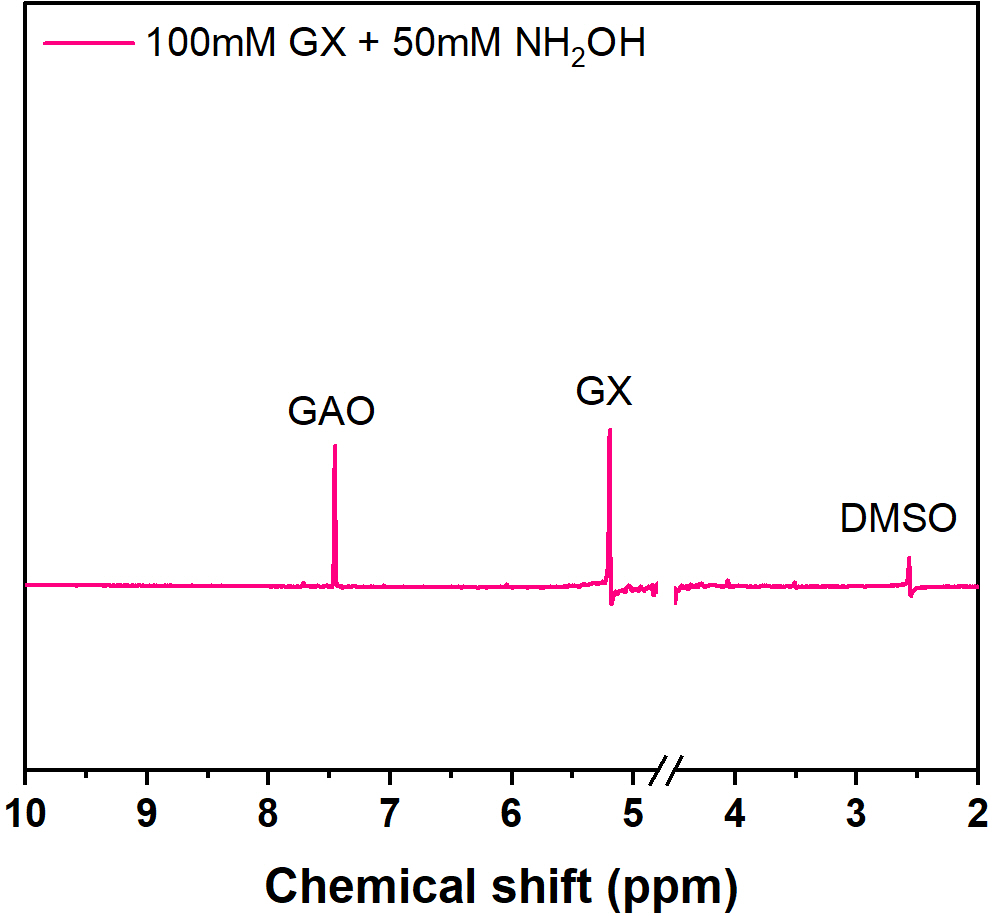 100mM GX + 50mM NH₂OH
GX
GAO
DMSO
10 9 8 7 6 5 4 3 2
Chemical shift (ppm)